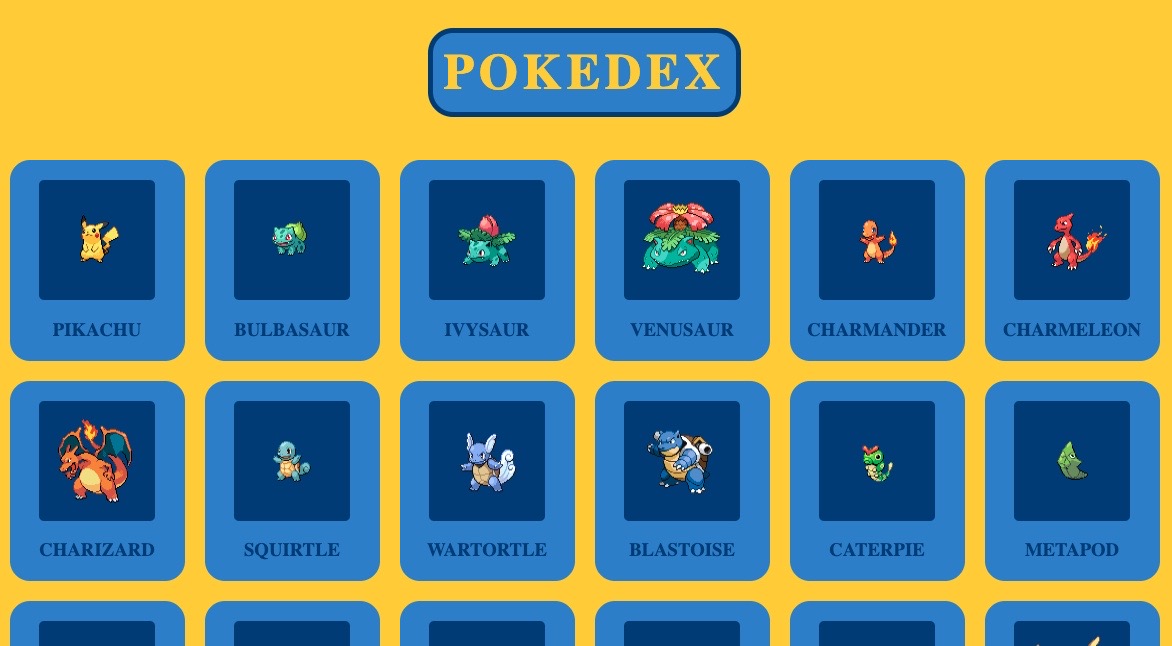 POKEDEX
PIKACHU
BULBASAUR
IVYSAUR
VENUSAUR
CHARMANDER
CHARMELEON
CHARIZARD
SQUIRTLE
WARTORTLE
BLASTOISE
CATERPIE
METAPOD